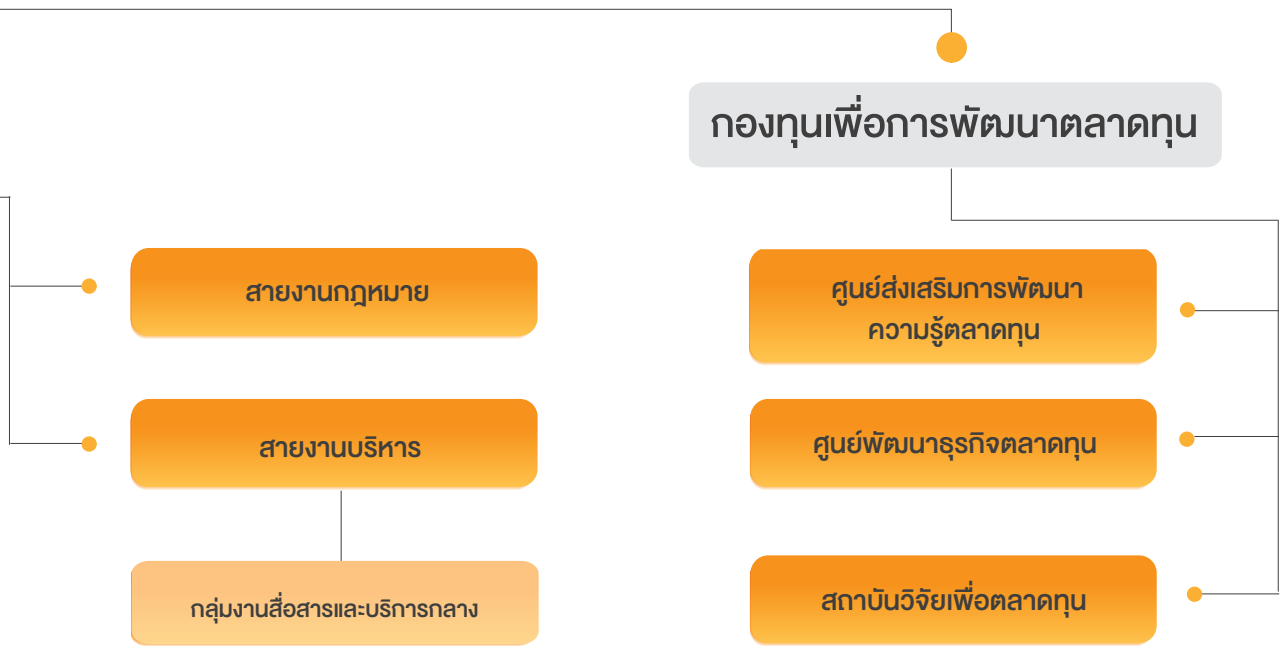 กองทุนเพื่อการพัฒนาตลาดทุน
สายงานกฎหมาย
สายงานบริหาร
กลุ่มงานสื่อสารและบริการกลาง
ศูนย์ส่งเสริมการพัฒนา
ความรู้ตลาดทุน
ศูนย์พัฒนาธุรกิจตลาดทุน
สถาบันวิจัยเพื่อตลาดทุน